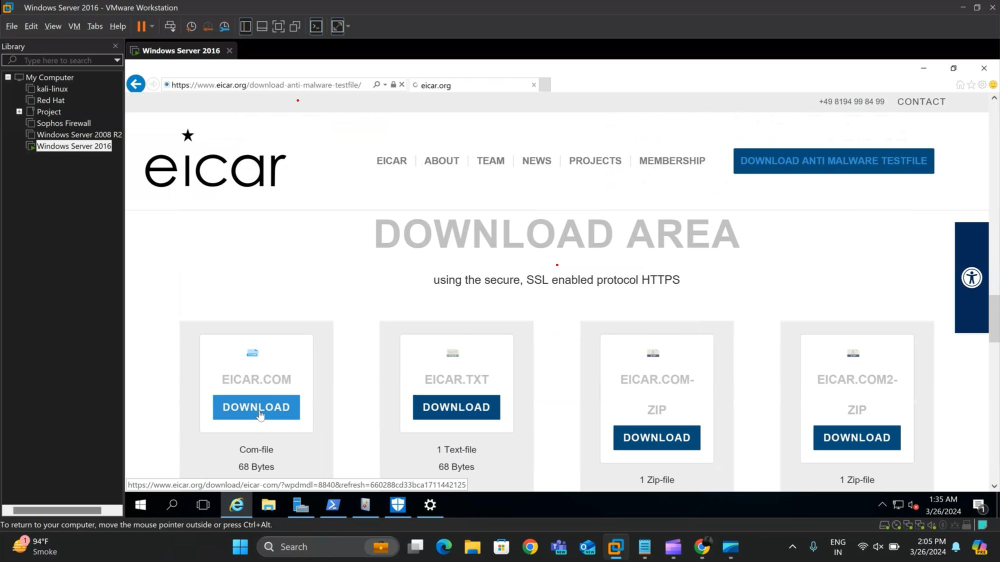 Windows Server 2016 - VMware Workstation
File Edit View VM Tabs Help
Library
Type here to search
My Computer
kali-linux
Red Hat
Project
Sophos Firewall
Windows Server 2008 R2
Windows Server 2016
Windows Server 2016
https://www.eicar.org/download-anti-malware-testfile/
eicar.org
+49 8194 99 84 99 CONTACT
eicar
EICAR ABOUT TEAM NEWS PROJECTS MEMBERSHIP
DOWNLOAD ANTI MALWARE TESTFILE
DOWNLOAD AREA
using the secure, SSL enabled protocol HTTPS
EICAR.COM
DOWNLOAD
Com-file
68 Bytes
EICAR.TXT
DOWNLOAD
1 Text-file
68 Bytes
EICAR.COM-
ZIP
DOWNLOAD
1 Zip-file
EICAR.COM2-
ZIP
DOWNLOAD
1 Zip-file
https://www.eicar.org/download/eicar-com/?wpdmdl=8840&refresh=660288cd33bca1711442125
1:35 AM
3/26/2024
1
To return to your computer, move the mouse pointer outside or press Ctrl+Alt.
1
94°F
Smoke
Search
NEW
NEW
ENG
IN
2:05 PM
3/26/2024
PRE